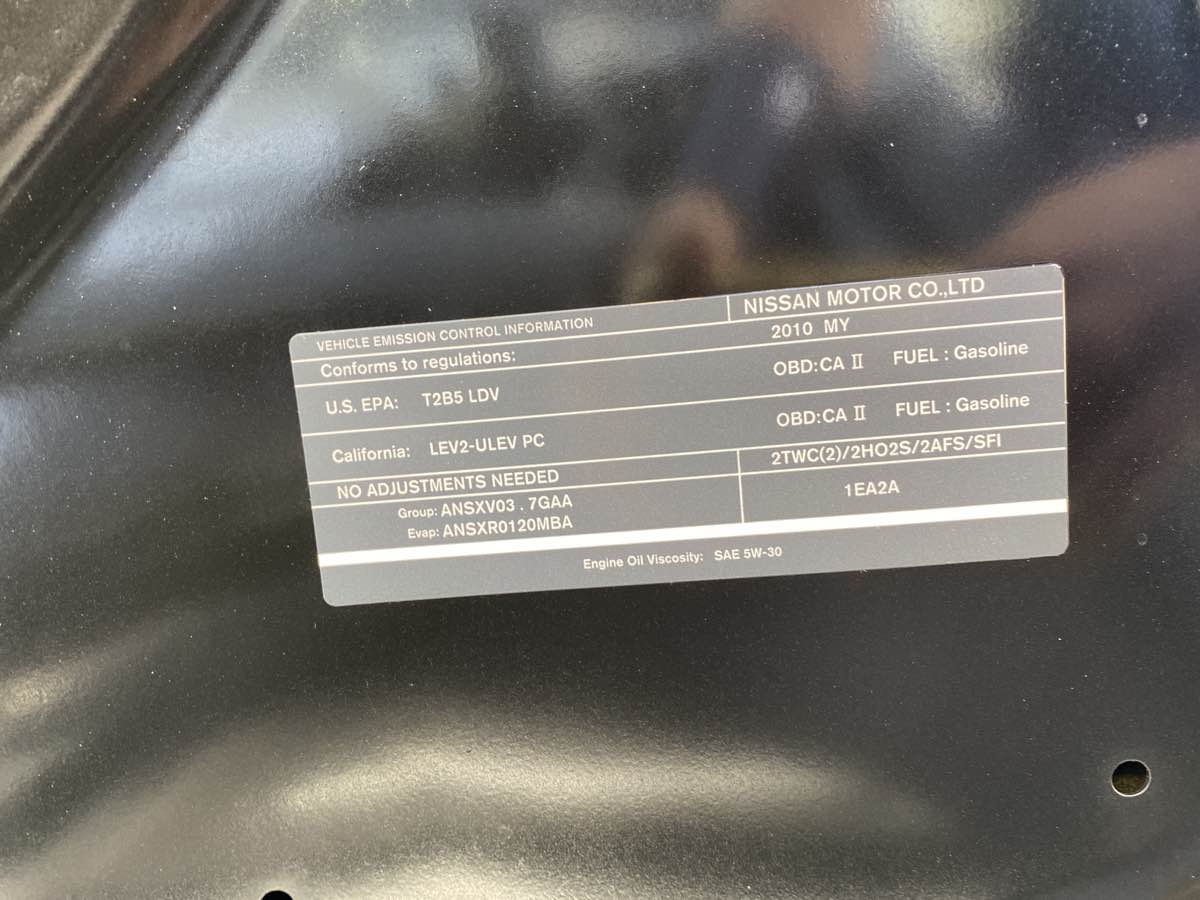 VEHICLE EMISSION CONTROL INFORMATION NISSAN MOTOR CO.,LTD
Conforms to regulations: 2010 MY
U.S. EPA: T2B5 LDV OBD:CA II FUEL : Gasoline
California: LEV2-ULEV PC OBD:CA II FUEL : Gasoline
NO ADJUSTMENTS NEEDED 2TWC(2)/2HO2S/2AFS/SFI
Group: ANSXV03 . 7GAA 1EA2A
Evap: ANSXR0120MBA
Engine Oil Viscosity: SAE 5W-30